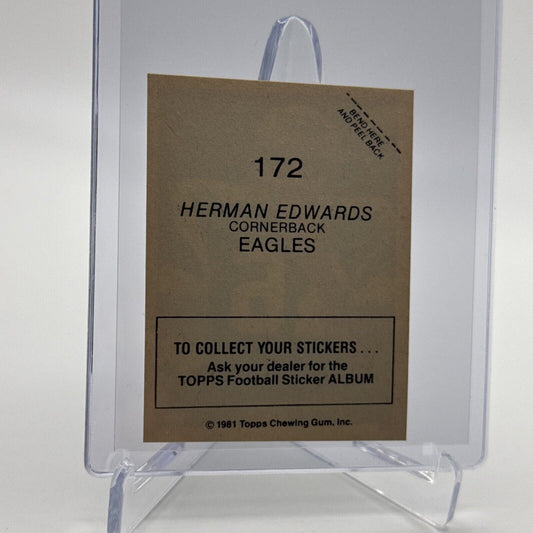 BEND HERE
AND PEEL BACK
172
HERMAN EDWARDS
CORNERBACK
EAGLES
TO COLLECT YOUR STICKERS . . .
Ask your dealer for the
TOPPS Football Sticker ALBUM
© 1981 Topps Chewing Gum, Inc.